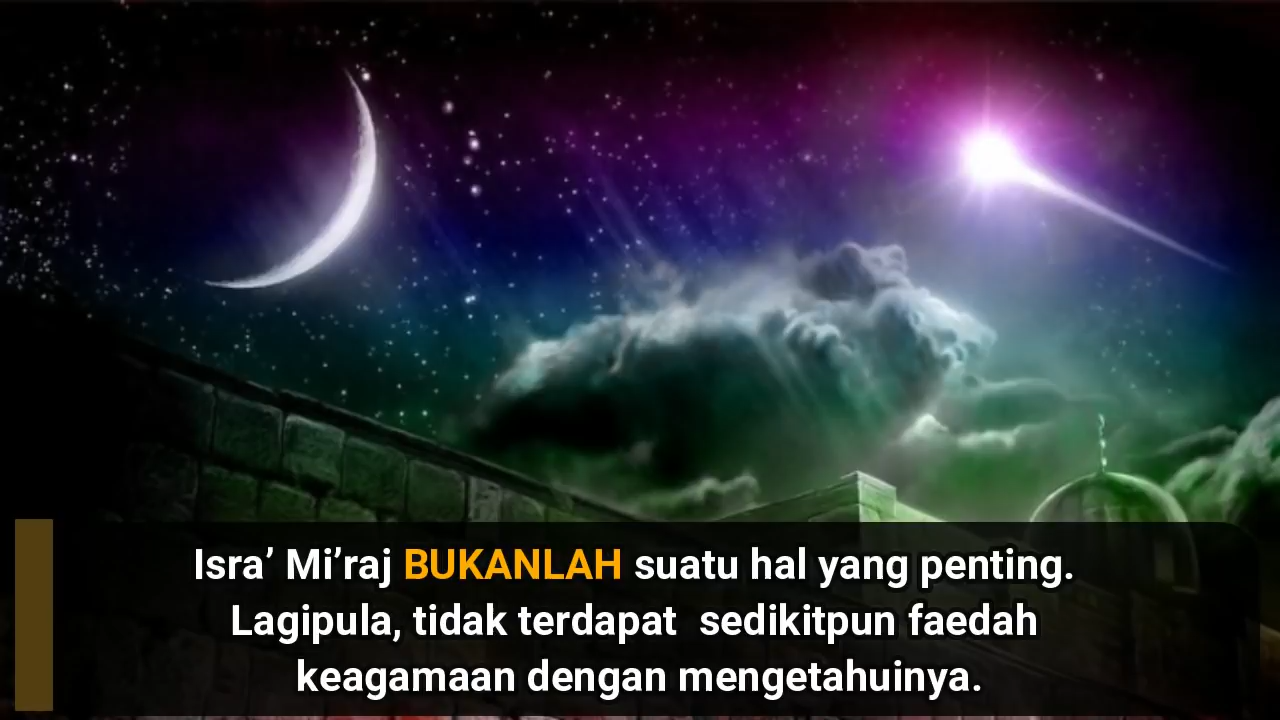 Isra’ Mi’raj BUKANLAH suatu hal yang penting.
Lagipula, tidak terdapat  sedikitpun faedah
keagamaan dengan mengetahuinya.